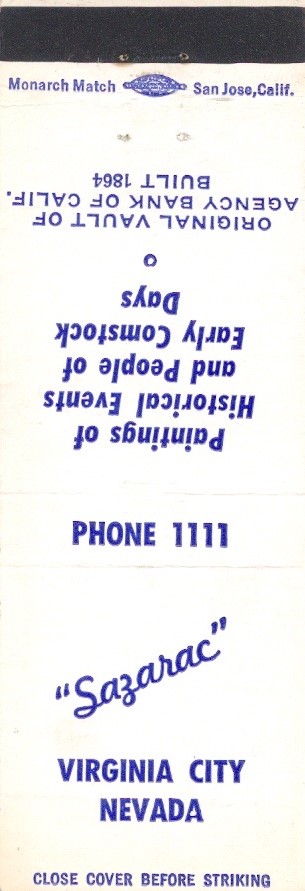 Monarch Match San Jose, Calif.
Paintings of
Historical Events
and People of
Early Comstock
Days
ORIGINAL VAULT OF
AGENCY BANK OF CALIF.
BUILT 1864
PHONE 1111
"Sazarac"
VIRGINIA CITY
NEVADA
CLOSE COVER BEFORE STRIKING